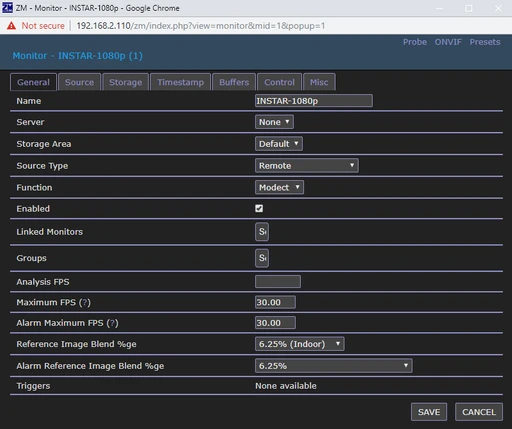 ZM - Monitor - INSTAR-1080p - Google Chrome
Not secure | 192.168.2.110/zm/index.php?view=monitor&mid=1&popup=1
Probe ONVIF Presets
Monitor - INSTAR-1080p (1)
General Source Storage Timestamp Buffers Control Misc
Name INSTAR-1080p
Server None
Storage Area Default
Source Type Remote
Function Modect
Enabled
Linked Monitors Se
Groups Se
Analysis FPS
Maximum FPS (?) 30.00
Alarm Maximum FPS (?) 30.00
Reference Image Blend %ge 6.25% (Indoor)
Alarm Reference Image Blend %ge 6.25%
Triggers None available
SAVE CANCEL